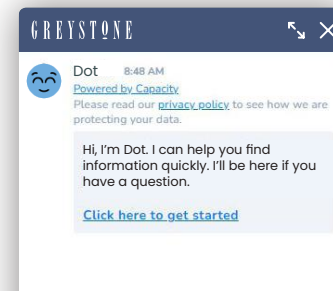 GREYSTONE
Dot 8:48 AM
Powered by Capacity
Please read our privacy policy to see how we are
protecting your data.
Hi, I'm Dot. I can help you find
information quickly. I'll be here if you
have a question.
Click here to get started